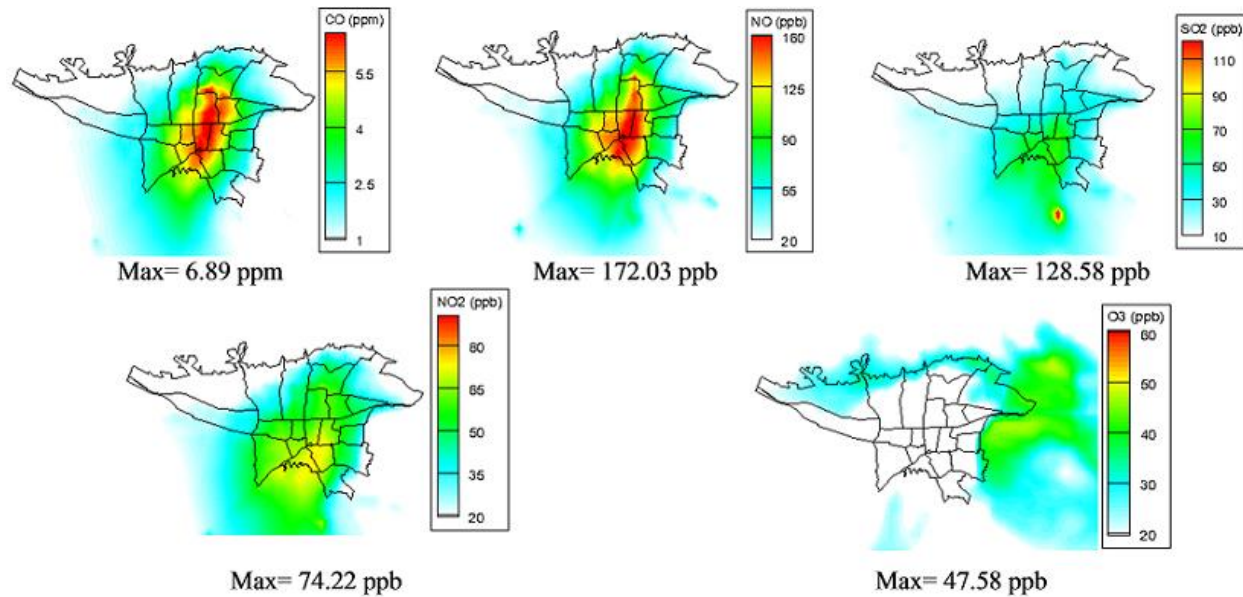 CO (ppm)
5.5
4
2.5
1
Max= 6.89 ppm
NO (ppb)
160
125
90
55
20
Max= 172.03 ppb
SO2 (ppb)
110
90
70
50
30
10
Max= 128.58 ppb
NO2 (ppb)
80
65
50
35
20
Max= 74.22 ppb
O3 (ppb)
60
50
40
30
20
Max= 47.58 ppb